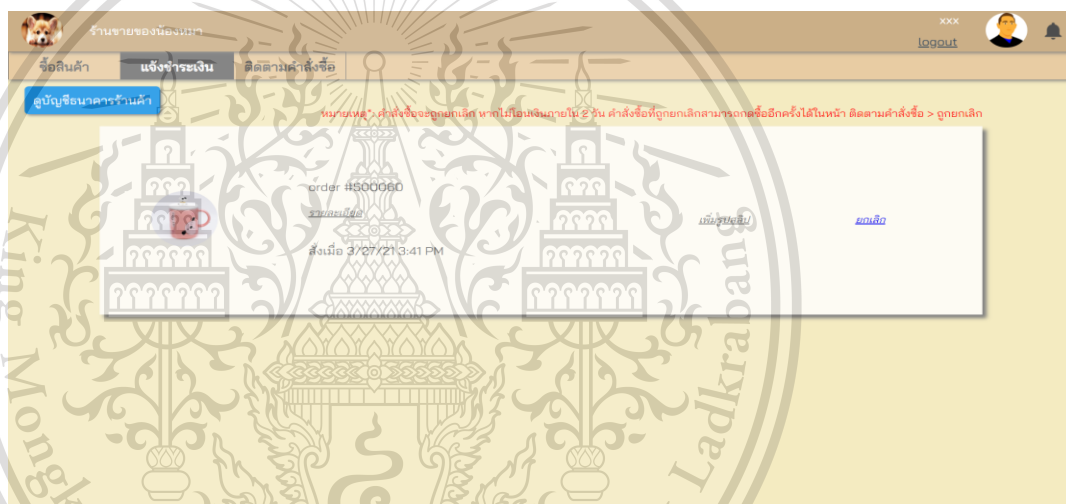 ร้านขายของน้องหมา
xxx
logout
ซื้อสินค้า แจ้งชำระเงิน ติดตามคำสั่งซื้อ
ดูบัญชีธนาคารร้านค้า
หมายเหตุ* : คำสั่งซื้อจะถูกยกเลิก หากไม่โอนเงินภายใน 2 วัน คำสั่งซื้อที่ถูกยกเลิกสามารถกดซื้ออีกครั้งได้ในหน้า ติดตามคำสั่งซื้อ > ถูกยกเลิก
order #S00060
รายละเอียด
เพิ่มรูปสลิป ยกเลิก
สั่งเมื่อ 3/27/21 3:41 PM
King Mongkut
Ladkrabang